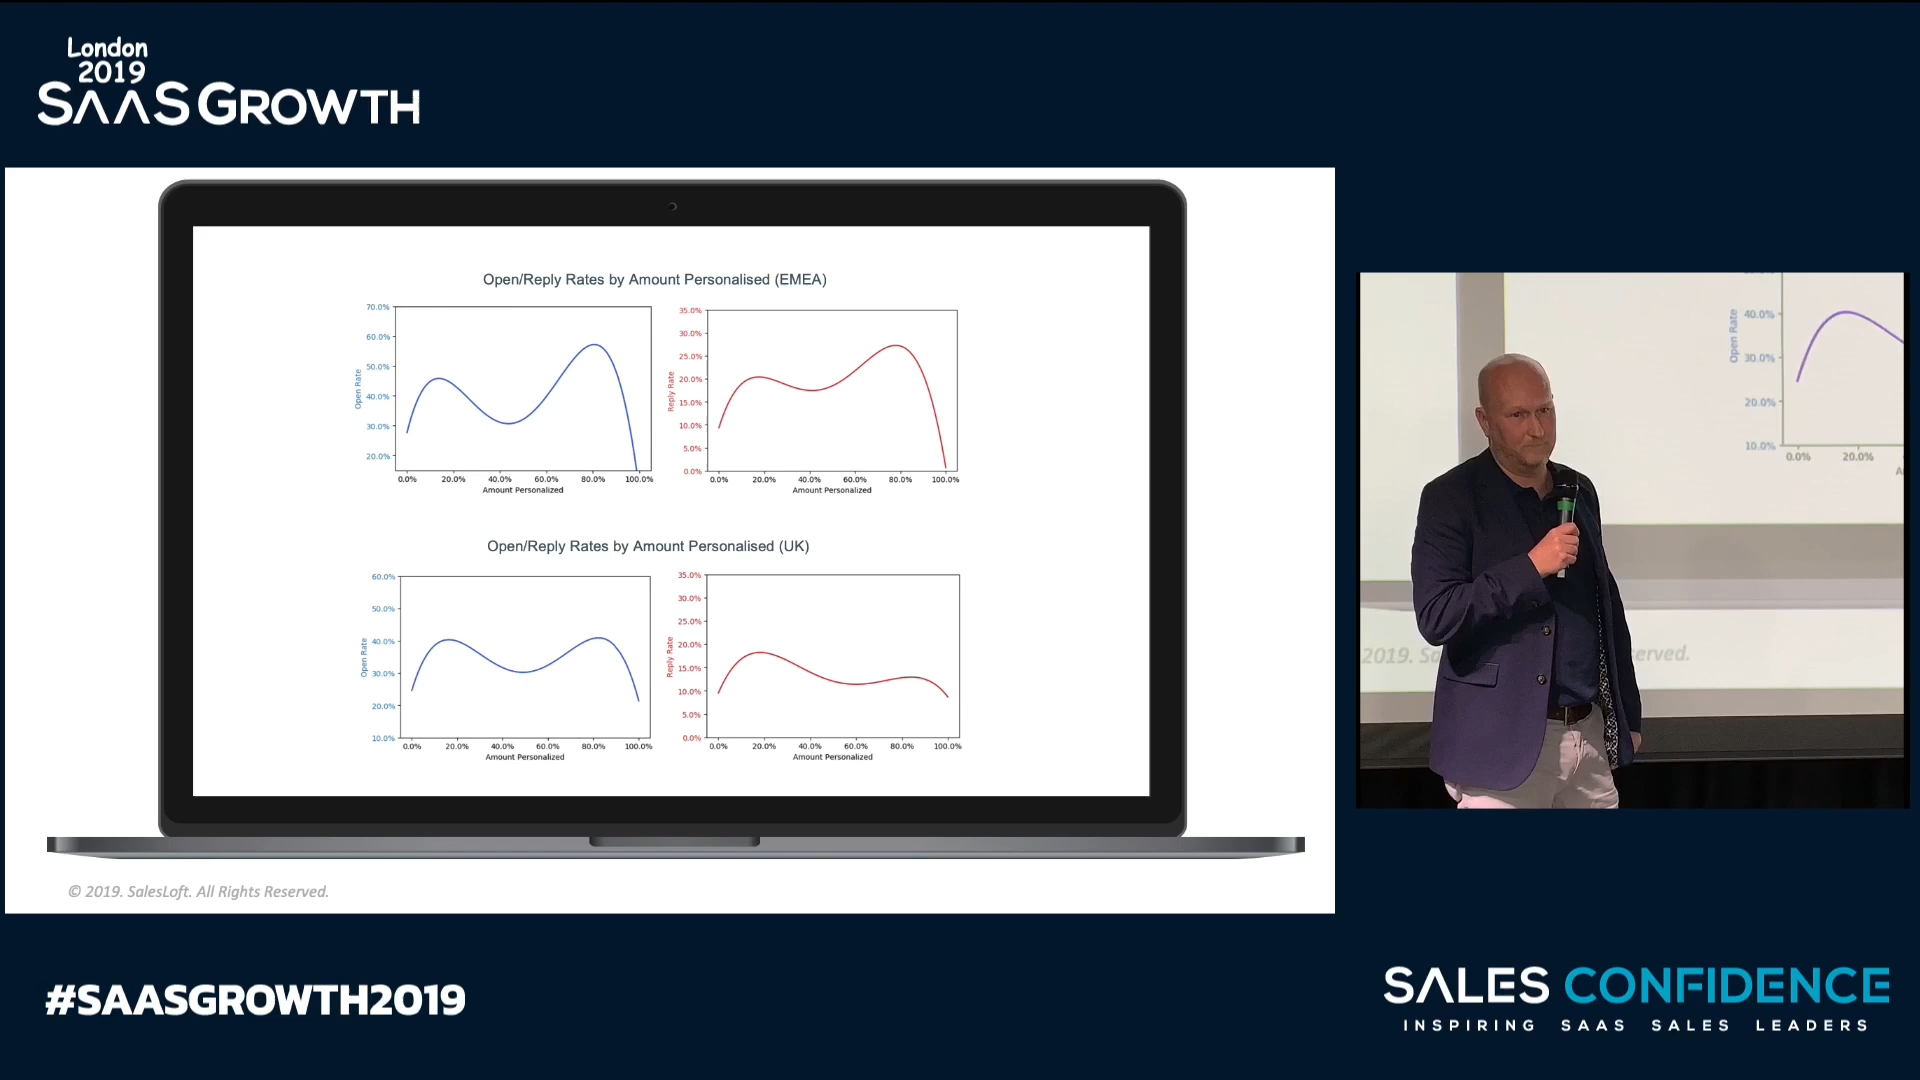 London
2019
SAAS GROWTH
Open/Reply Rates by Amount Personalised (EMEA)
70.0%
60.0%
50.0%
40.0%
30.0%
20.0%
Open Rate
0.0% 20.0% 40.0% 60.0% 80.0% 100.0%
Amount Personalized
35.0%
30.0%
25.0%
20.0%
15.0%
10.0%
5.0%
0.0%
Reply Rate
0.0% 20.0% 40.0% 60.0% 80.0% 100.0%
Amount Personalized
Open/Reply Rates by Amount Personalised (UK)
60.0%
50.0%
40.0%
30.0%
20.0%
10.0%
Open Rate
0.0% 20.0% 40.0% 60.0% 80.0% 100.0%
Amount Personalized
35.0%
30.0%
25.0%
20.0%
15.0%
10.0%
5.0%
0.0%
Reply Rate
0.0% 20.0% 40.0% 60.0% 80.0% 100.0%
Amount Personalized
© 2019. SalesLoft. All Rights Reserved.
Open Rate
40.0%
30.0%
20.0%
10.0%
0.0% 20.0%
2019. Sa
served.
#SAASGROWTH2019
SALES CONFIDENCE
INSPIRING SAAS SALES LEADERS